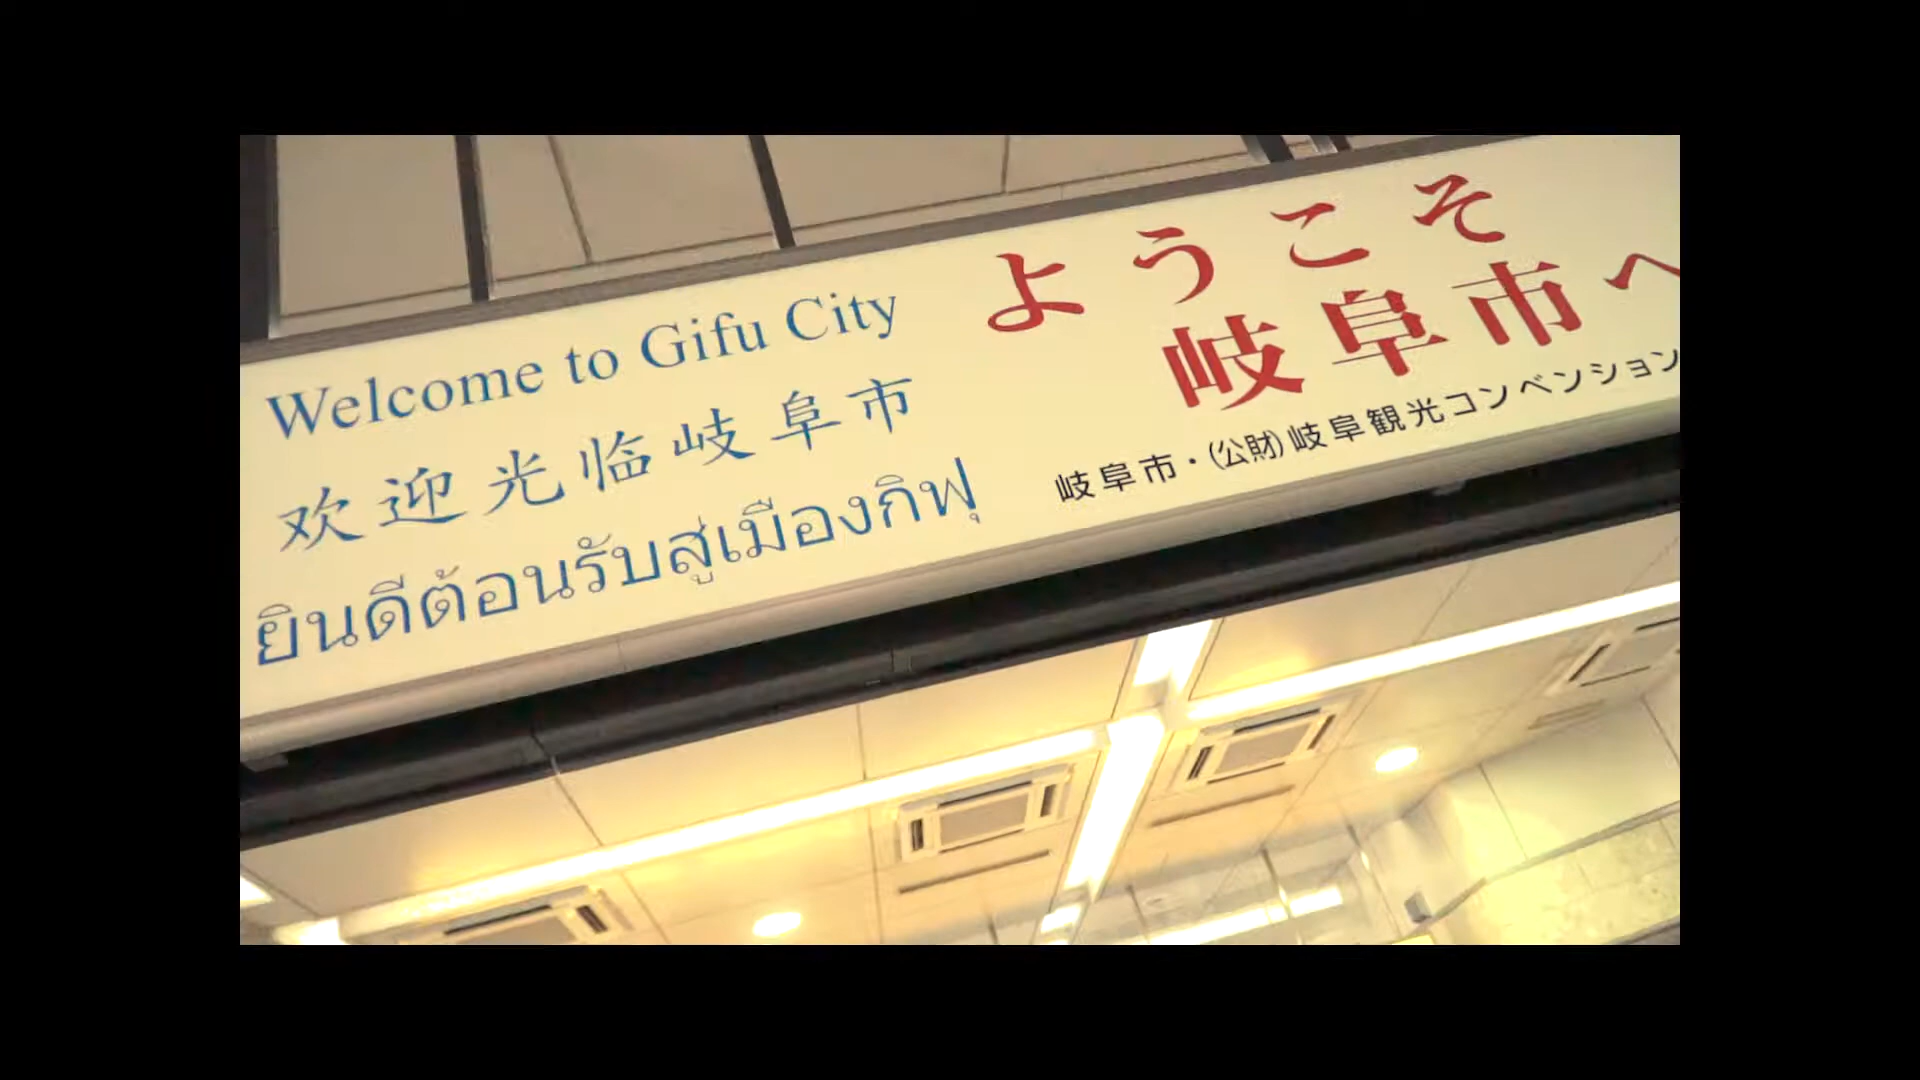 Welcome to Gifu City
欢迎光临岐阜市
ยินดีต้อนรับสู่เมืองกิฟุ
ようこそ
岐阜市へ
岐阜市・(公財)岐阜観光コンベンション